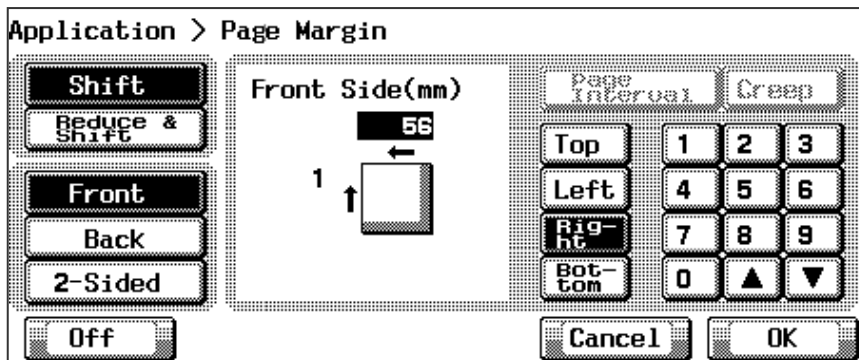 Application > Page Margin
Shift
Reduce &
Shift
Front
Back
2-Sided
Off
Front Side(mm)
56
←
1 ↑
Page
Interval
Creep
Top
Left
Rig-
ht
Bot-
tom
1 2 3
4 5 6
7 8 9
0 ▲ ▼
Cancel
OK